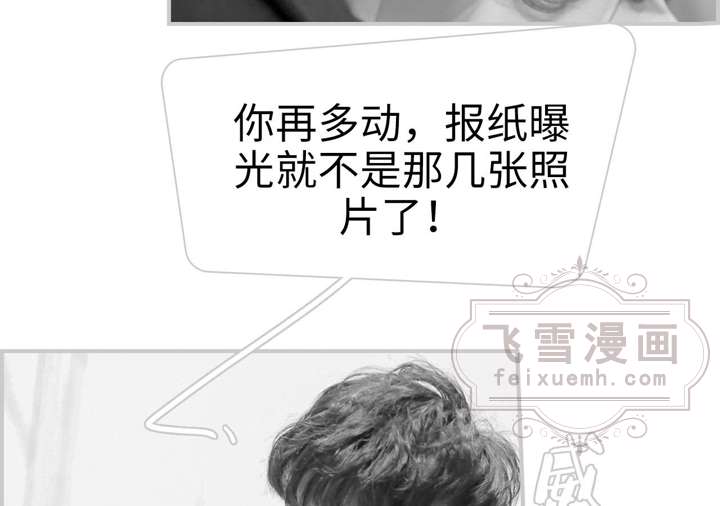 你再多动，报纸曝
光就不是那几张照
片了！
飞雪漫画
feixuemh.com
威